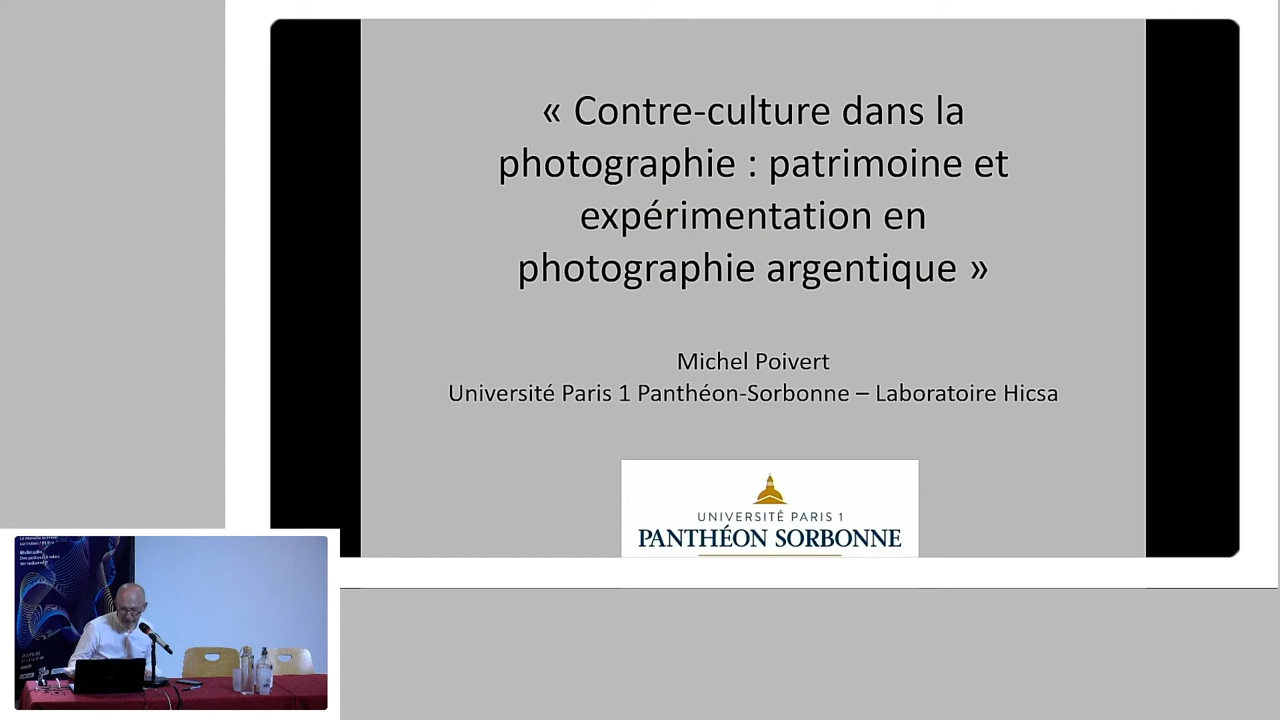 « Contre-culture dans la
photographie : patrimoine et
expérimentation en
photographie argentique »
Michel Poivert
Université Paris 1 Panthéon-Sorbonne – Laboratoire Hicsa
UNIVERSITÉ PARIS 1
PANTHÉON SORBONNE